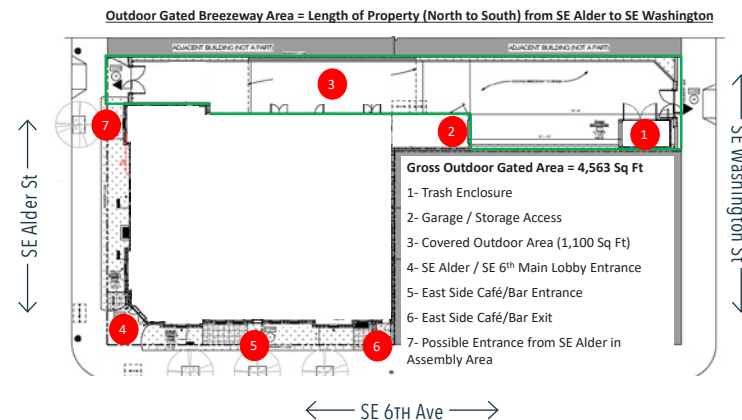 Outdoor Gated Breezeway Area = Length of Property (North to South) from SE Alder to SE Washington
ADJACENT BUILDING (NOT A PART)
ADJACENT BUILDING (NOT A PART)
3
7
2
1
Gross Outdoor Gated Area = 4,563 Sq Ft
1- Trash Enclosure
2- Garage / Storage Access
3- Covered Outdoor Area (1,100 Sq Ft)
4- SE Alder / SE 6th Main Lobby Entrance
5- East Side Café/Bar Entrance
6- East Side Café/Bar Exit
7- Possible Entrance from SE Alder in
Assembly Area
4
5
6
SE Alder St
SE Washington St
SE 6TH Ave